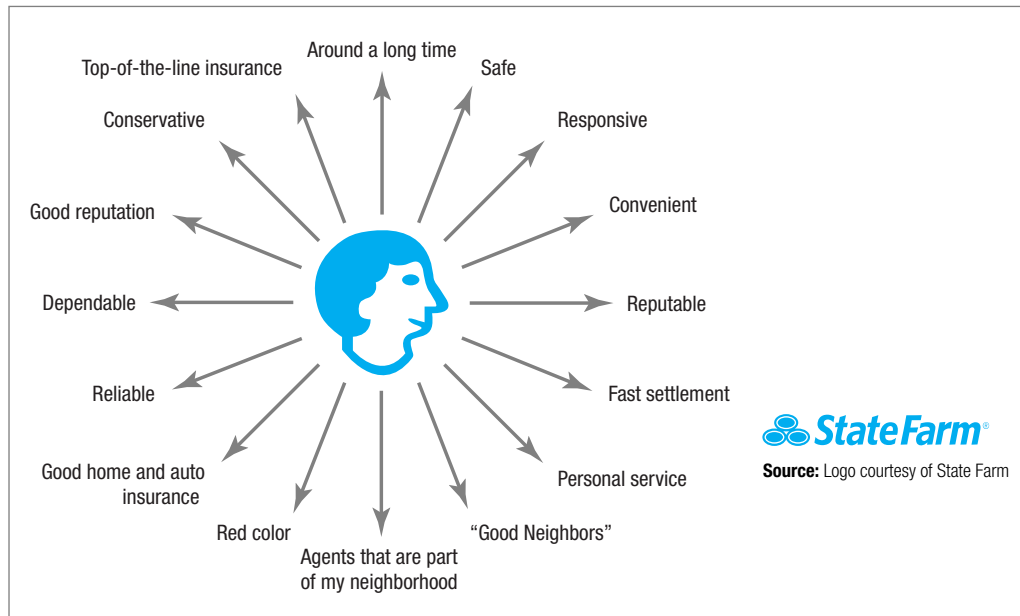 Around a long time
Top-of-the-line insurance
Safe
Conservative
Responsive
Good reputation
Convenient
Dependable
Reputable
Reliable
Fast settlement
StateFarm®
Source: Logo courtesy of State Farm
Good home and auto
insurance
Personal service
Red color
“Good Neighbors”
Agents that are part
of my neighborhood